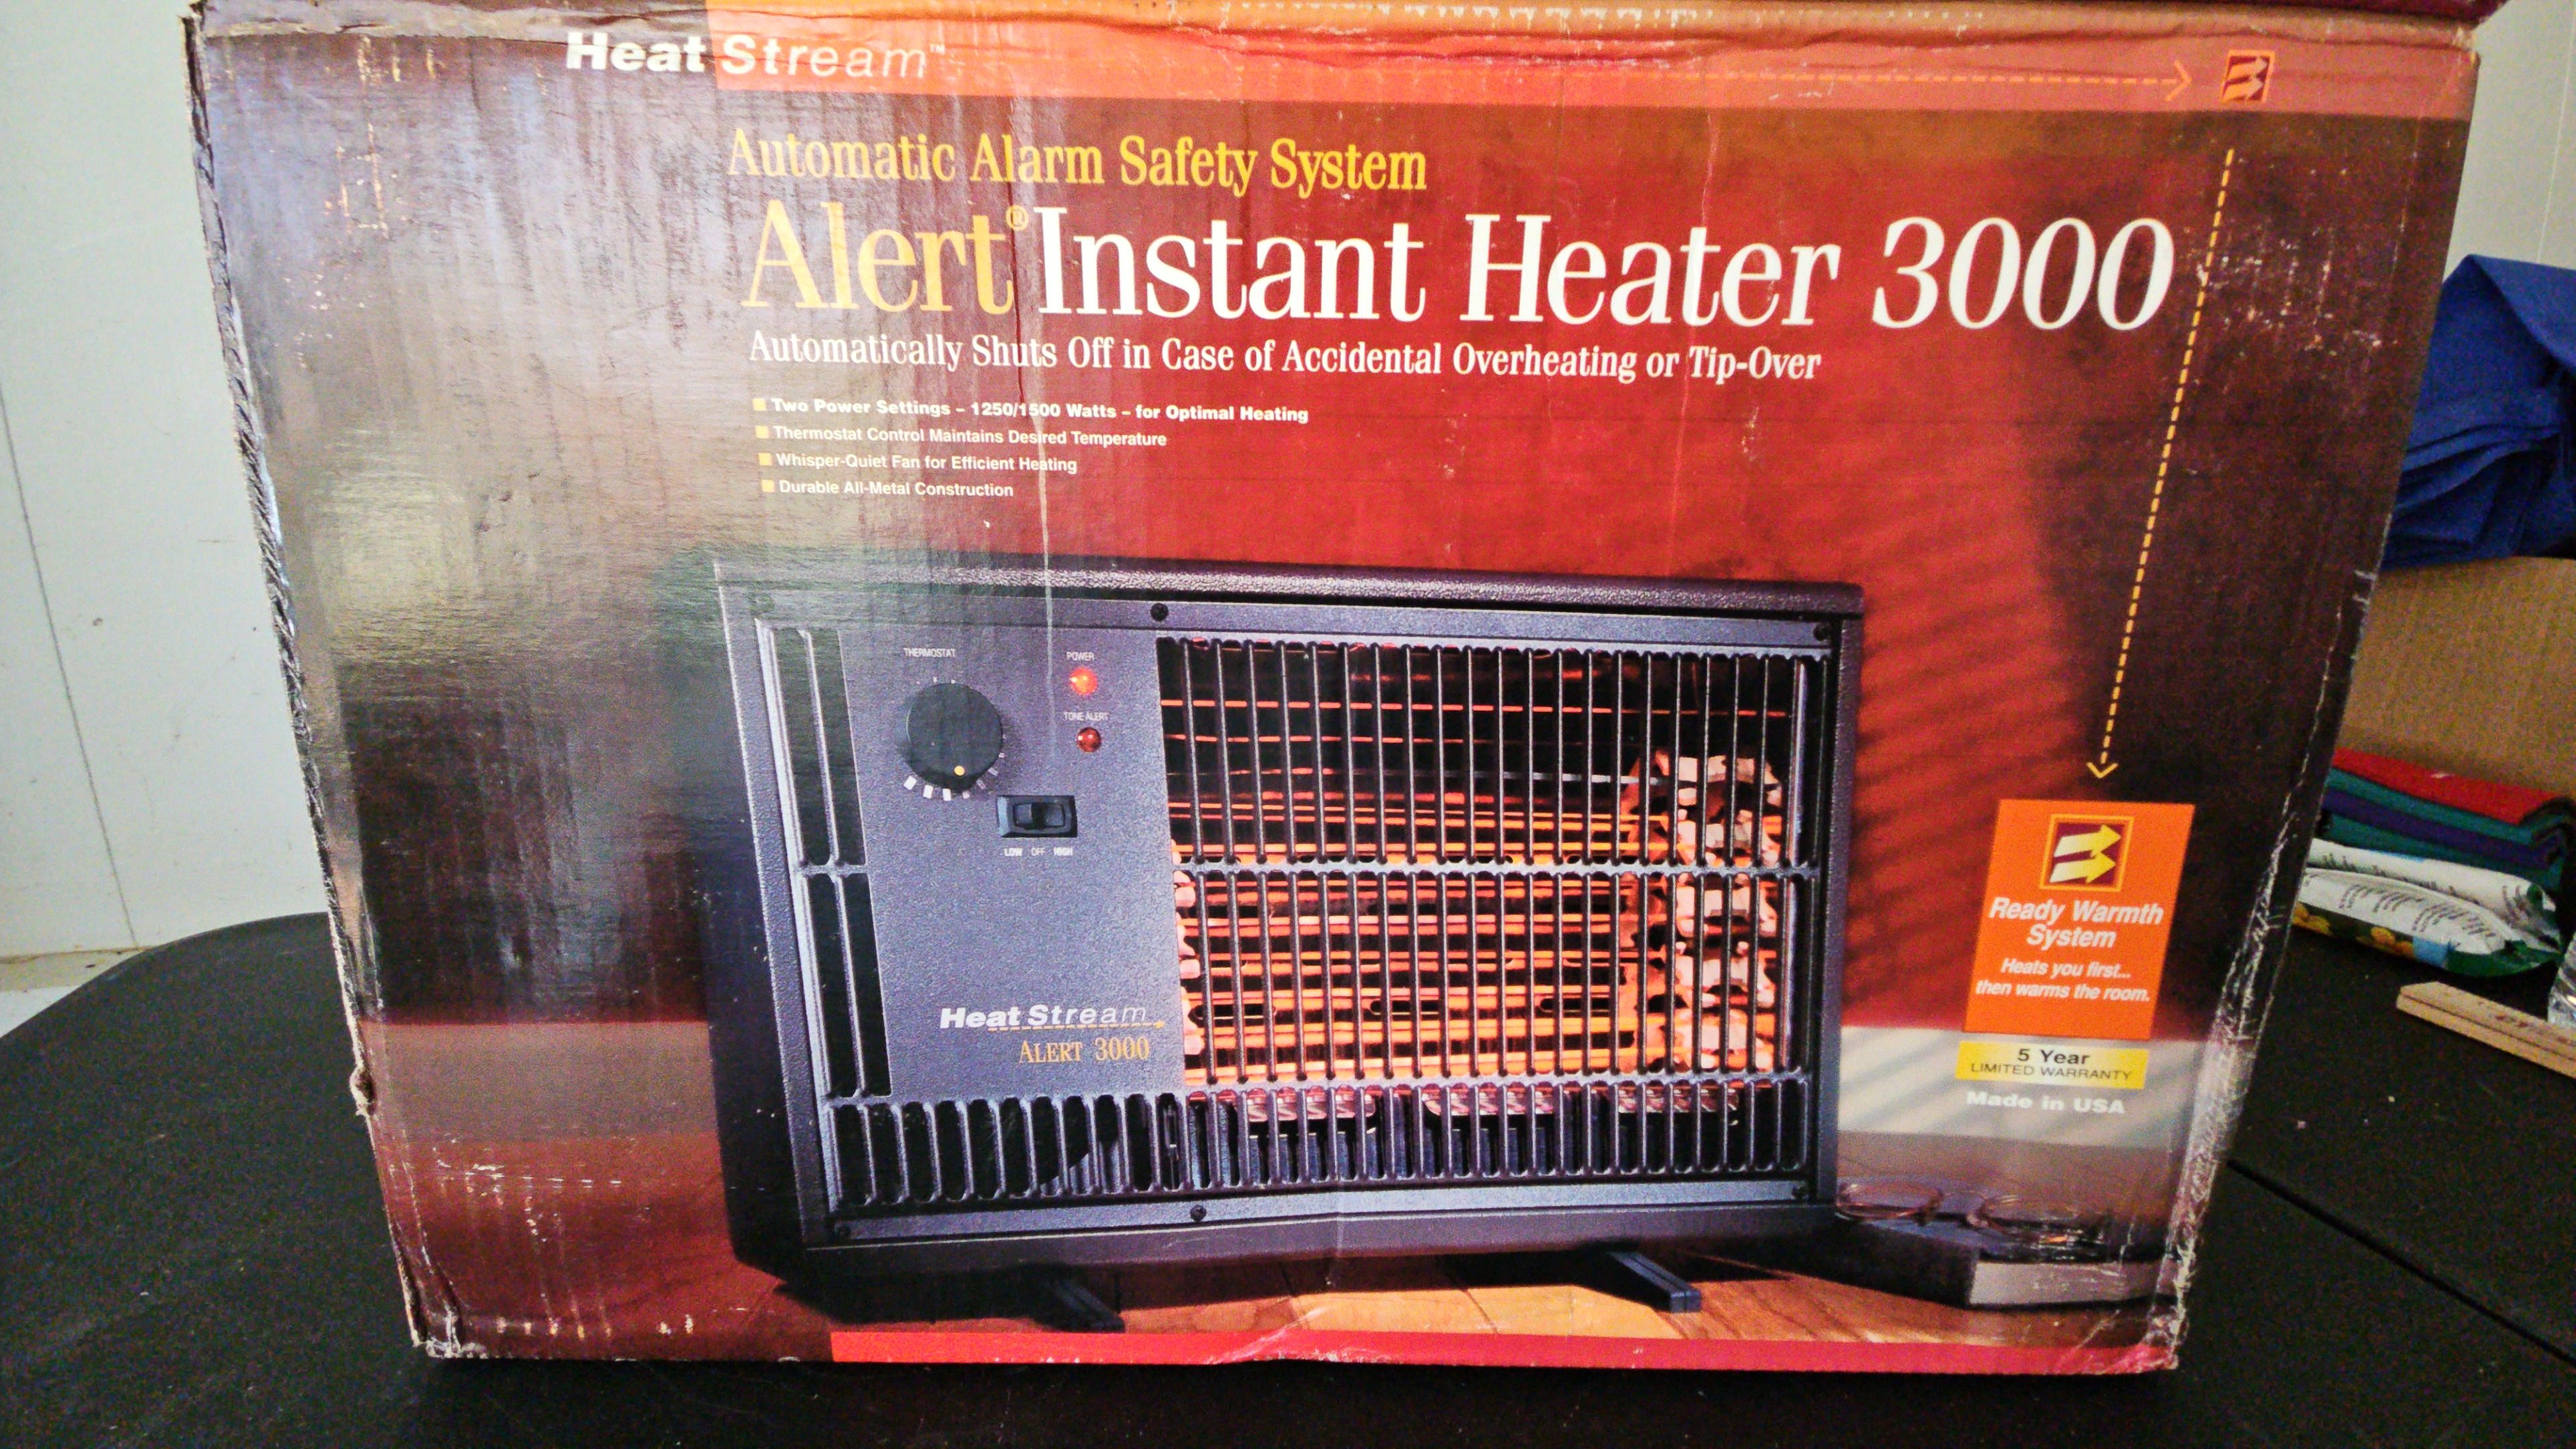 Heat Stream™
Automatic Alarm Safety System
Alert® Instant Heater 3000
Automatically Shuts Off in Case of Accidental Overheating or Tip-Over
Two Power Settings – 1250/1500 Watts – for Optimal Heating
Thermostat Control Maintains Desired Temperature
Whisper-Quiet Fan for Efficient Heating
Durable All-Metal Construction
THERMOSTAT
POWER
TONE ALERT
LOW OFF HIGH
Heat Stream
ALERT 3000
Ready Warmth
System
Heats you first...
then warms the room.
5 Year
LIMITED WARRANTY
Made in USA